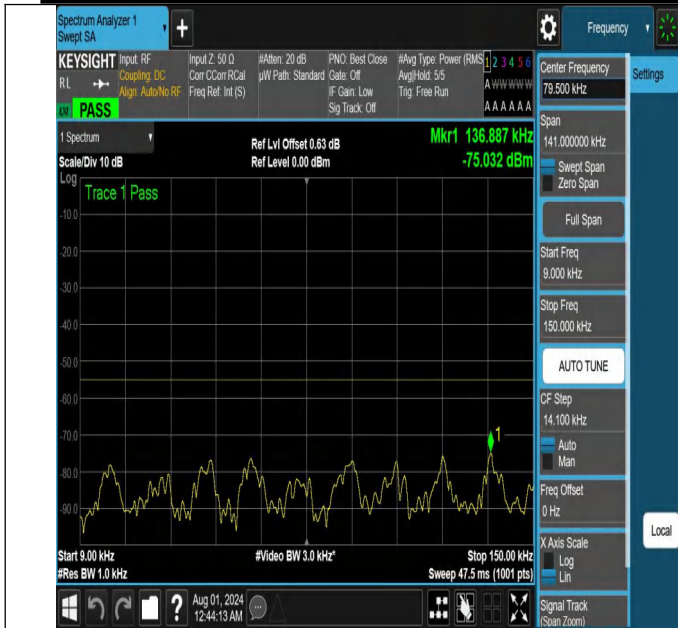 Spectrum Analyzer 1
Swept SA
+
Frequency
KEYSIGHT
RL
LXI
PASS
Input: RF
Coupling: DC
Align: Auto/No RF
Input Z: 50 Ω
Corr CCorr RCal
Freq Ref: Int (S)
#Atten: 20 dB
µW Path: Standard
PNO: Best Close
Gate: Off
IF Gain: Low
Sig Track: Off
#Avg Type: Power (RMS
Avg|Hold: 5/5
Trig: Free Run
1 2 3 4 5 6
A W W W W W
A A A A A A
1 Spectrum
Scale/Div 10 dB
Log
Ref Lvl Offset 0.63 dB
Ref Level 0.00 dBm
Mkr1 136.887 kHz
-75.032 dBm
Trace 1 Pass
-10.0
-20.0
-30.0
-40.0
-50.0
-60.0
-70.0
-80.0
-90.0
1
Start 9.00 kHz
#Res BW 1.0 kHz
#Video BW 3.0 kHz*
Stop 150.00 kHz
Sweep 47.5 ms (1001 pts)
?
Aug 01, 2024
12:44:13 AM
Center Frequency
79.500 kHz
Settings
Span
141.000000 kHz
Swept Span
Zero Span
Full Span
Start Freq
9.000 kHz
Stop Freq
150.000 kHz
AUTO TUNE
CF Step
14.100 kHz
Auto
Man
Freq Offset
0 Hz
X Axis Scale
Log
Lin
Local
Signal Track
(Span Zoom)